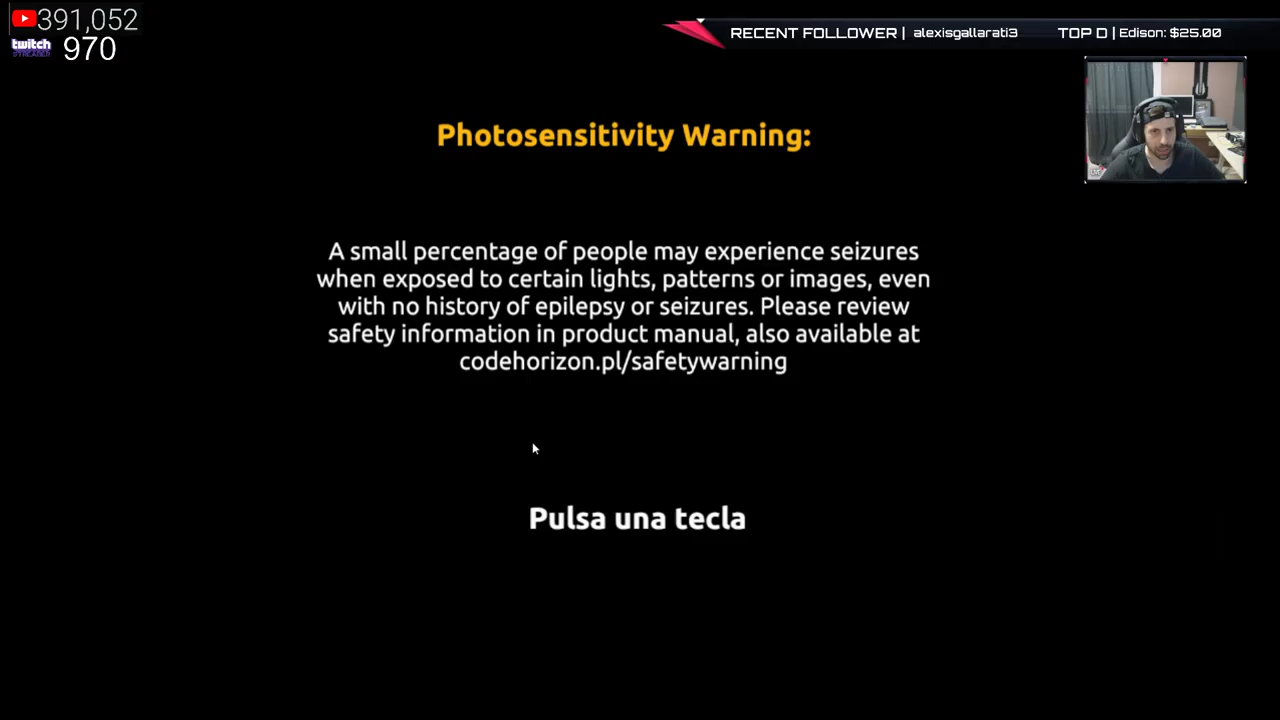 391,052
twitch
970
RECENT FOLLOWER | alexisgallarati3 TOP D | Edison: $25.00
Photosensitivity Warning:
A small percentage of people may experience seizures
when exposed to certain lights, patterns or images, even
with no history of epilepsy or seizures. Please review
safety information in product manual, also available at
codehorizon.pl/safetywarning
Pulsa una tecla